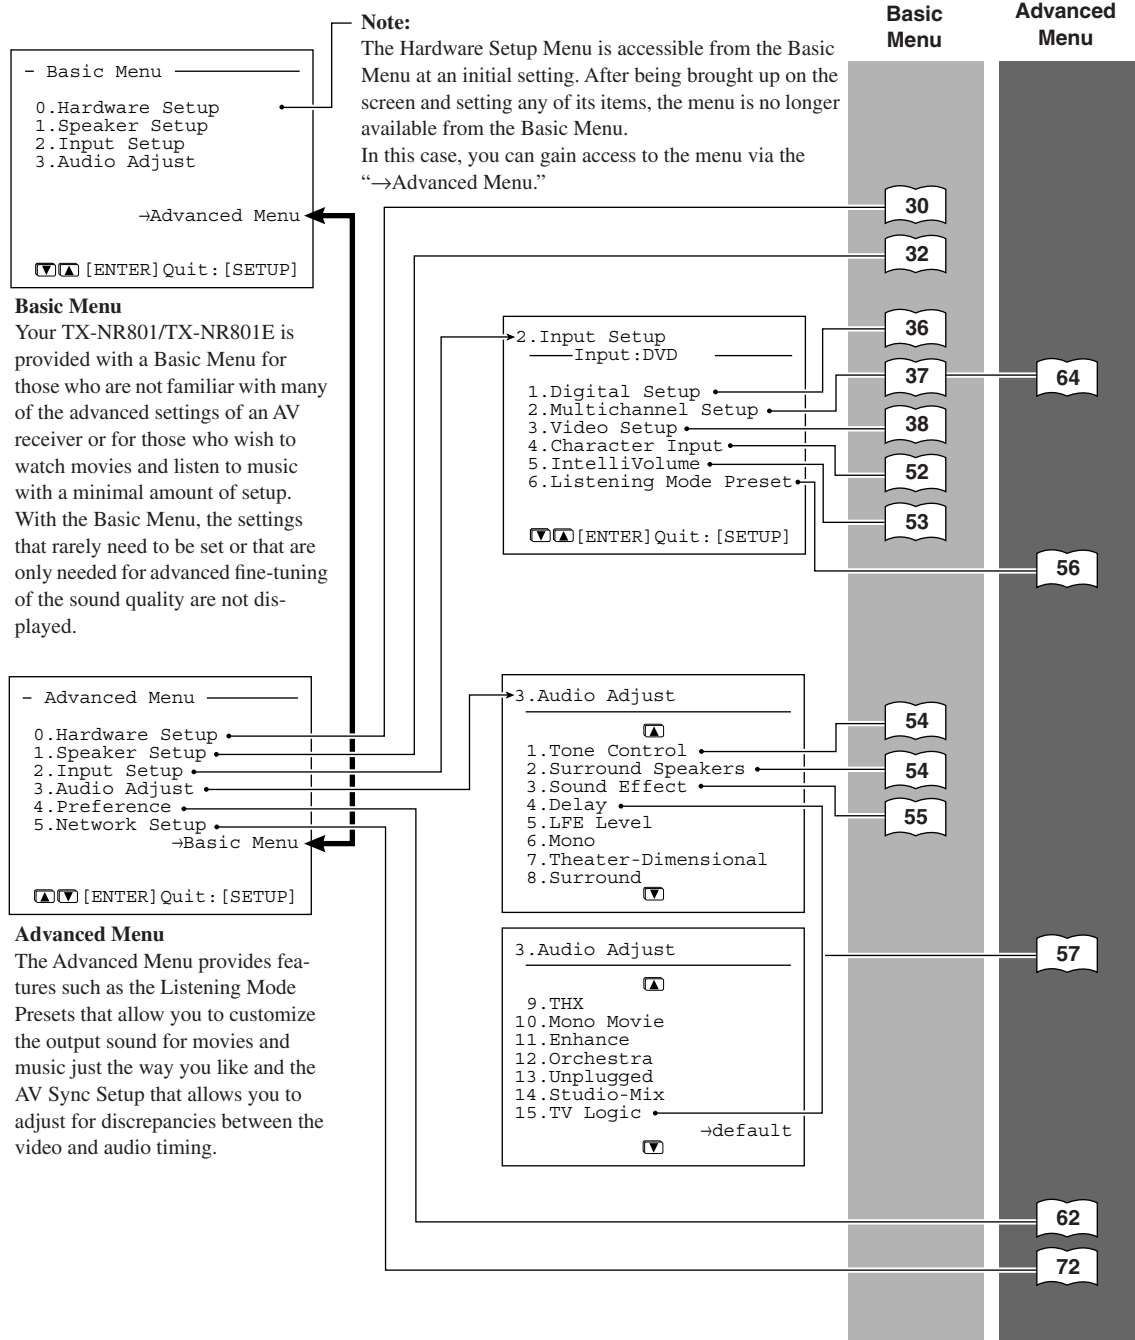 Basic
Menu
Advanced
Menu
Note:
The Hardware Setup Menu is accessible from the Basic
Menu at an initial setting. After being brought up on the
screen and setting any of its items, the menu is no longer
available from the Basic Menu.
In this case, you can gain access to the menu via the
“→Advanced Menu.”
– Basic Menu
0.Hardware Setup
1.Speaker Setup
2.Input Setup
3.Audio Adjust
→Advanced Menu
▼▲[ENTER]Quit:[SETUP]
Basic Menu
Your TX-NR801/TX-NR801E is
provided with a Basic Menu for
those who are not familiar with many
of the advanced settings of an AV
receiver or for those who wish to
watch movies and listen to music
with a minimal amount of setup.
With the Basic Menu, the settings
that rarely need to be set or that are
only needed for advanced fine-tuning
of the sound quality are not dis-
played.
– Advanced Menu
0.Hardware Setup
1.Speaker Setup
2.Input Setup
3.Audio Adjust
4.Preference
5.Network Setup
→Basic Menu
▲▼[ENTER]Quit:[SETUP]
Advanced Menu
The Advanced Menu provides fea-
tures such as the Listening Mode
Presets that allow you to customize
the output sound for movies and
music just the way you like and the
AV Sync Setup that allows you to
adjust for discrepancies between the
video and audio timing.
2.Input Setup
Input:DVD
1.Digital Setup
2.Multichannel Setup
3.Video Setup
4.Character Input
5.IntelliVolume
6.Listening Mode Preset
▼▲[ENTER]Quit:[SETUP]
3.Audio Adjust
▲
1.Tone Control
2.Surround Speakers
3.Sound Effect
4.Delay
5.LFE Level
6.Mono
7.Theater-Dimensional
8.Surround
▼
3.Audio Adjust
▲
9.THX
10.Mono Movie
11.Enhance
12.Orchestra
13.Unplugged
14.Studio-Mix
15.TV Logic
→default
▼
30
32
36
37
64
38
52
53
56
54
54
55
57
62
72